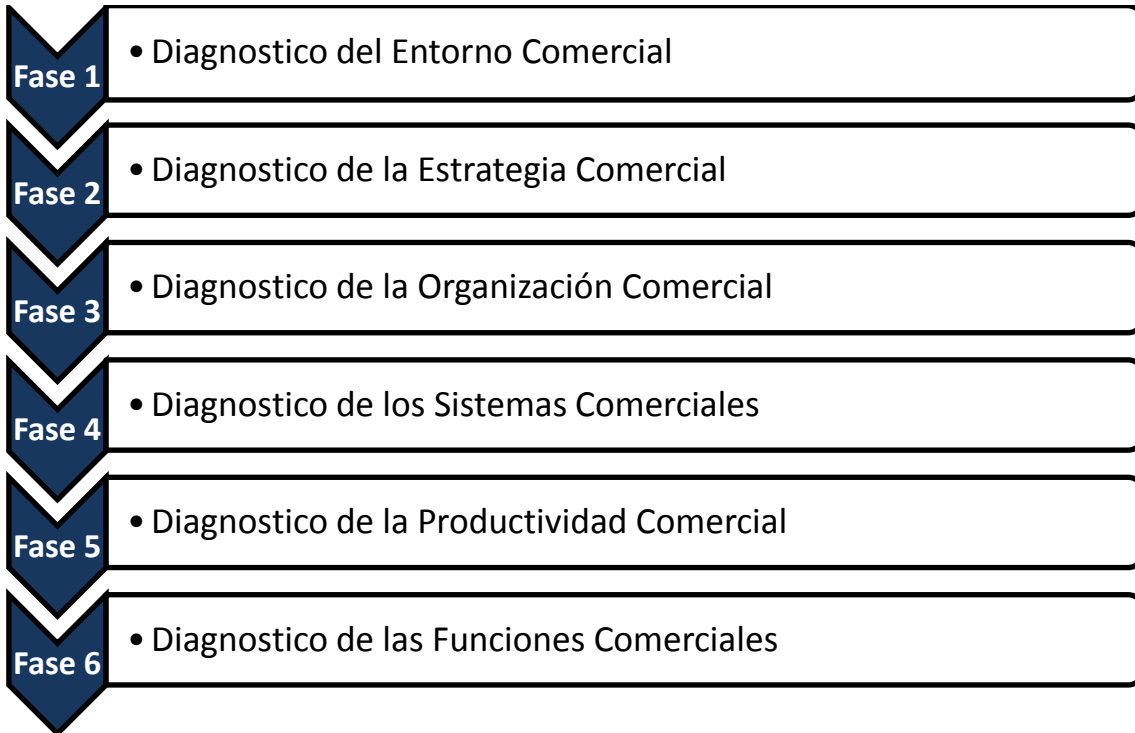 Fase 1
• Diagnostico del Entorno Comercial
Fase 2
• Diagnostico de la Estrategia Comercial
Fase 3
• Diagnostico de la Organización Comercial
Fase 4
• Diagnostico de los Sistemas Comerciales
Fase 5
• Diagnostico de la Productividad Comercial
Fase 6
• Diagnostico de las Funciones Comerciales